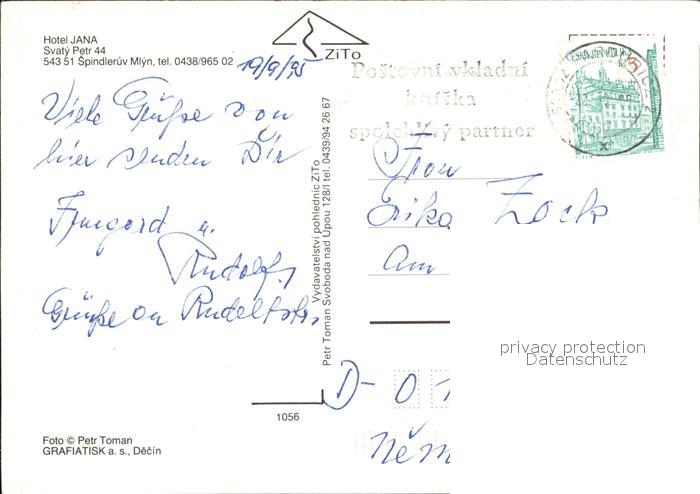 Hotel JANA
Svatý Petr 44
543 51 Špindlerův Mlýn, tel. 0438/965 02
19/9/95
Viele Grüße von
hier senden Dir
Irmgard u.
Rudolf,
Grüße an
ZiTo
Poštovní vkladní
knížka
spolehlivý partner
Vydavatelství pohlednic ZiTo
Petr Toman Svoboda nad Úpou 128/I tel. 0439/94 26 67
Frau
Erika Zock
Am
D- 01
Něm
privacy protection
Datenschutz
1056
Foto © Petr Toman
GRAFIATISK a. s., Děčín